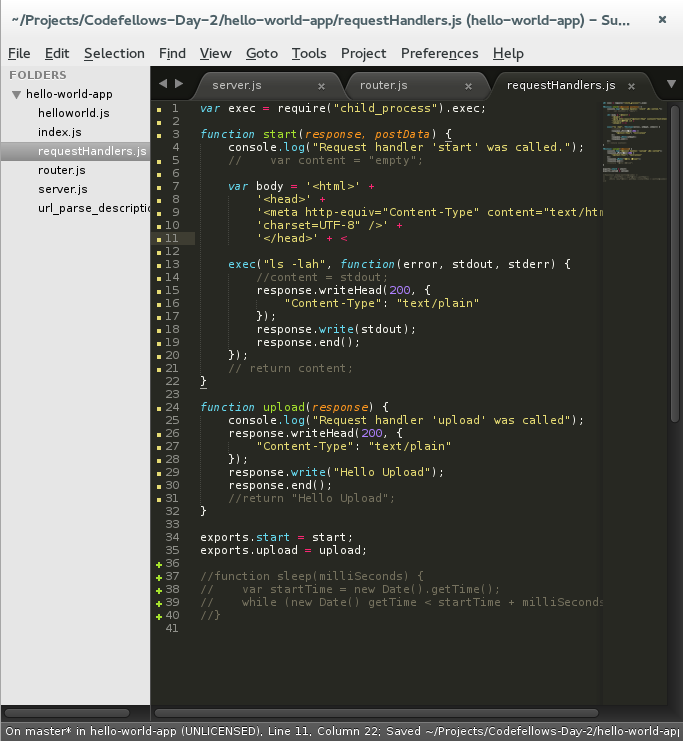 ~/Projects/Codefellows-Day-2/hello-world-app/requestHandlers.js (hello-world-app) – Su... ×
File Edit Selection Find View Goto Tools Project Preferences Help
FOLDERS
hello-world-app
helloworld.js
index.js
requestHandlers.js
router.js
server.js
url_parse_descriptio
server.js × router.js × requestHandlers.js ×
1 var exec = require("child_process").exec;
2
3 function start(response, postData) {
4     console.log("Request handler 'start' was called.");
5     //    var content = "empty";
6
7     var body = '<html>' +
8         '<head>' +
9         '<meta http-equiv="Content-Type" content="text/htm
10         'charset=UTF-8" />' +
11         '</head>' + <
12
13     exec("ls -lah", function(error, stdout, stderr) {
14         //content = stdout;
15         response.writeHead(200, {
16             "Content-Type": "text/plain"
17         });
18         response.write(stdout);
19         response.end();
20     });
21     // return content;
22 }
23
24 function upload(response) {
25     console.log("Request handler 'upload' was called");
26     response.writeHead(200, {
27         "Content-Type": "text/plain"
28     });
29     response.write("Hello Upload");
30     response.end();
31     //return "Hello Upload";
32 }
33
34 exports.start = start;
35 exports.upload = upload;
36
37 //function sleep(milliSeconds) {
38 //    var startTime = new Date().getTime();
39 //    while (new Date() getTime < startTime + milliSeconds
40 //}
41
On master* in hello-world-app (UNLICENSED), Line 11, Column 22; Saved ~/Projects/Codefellows-Day-2/hello-world-app